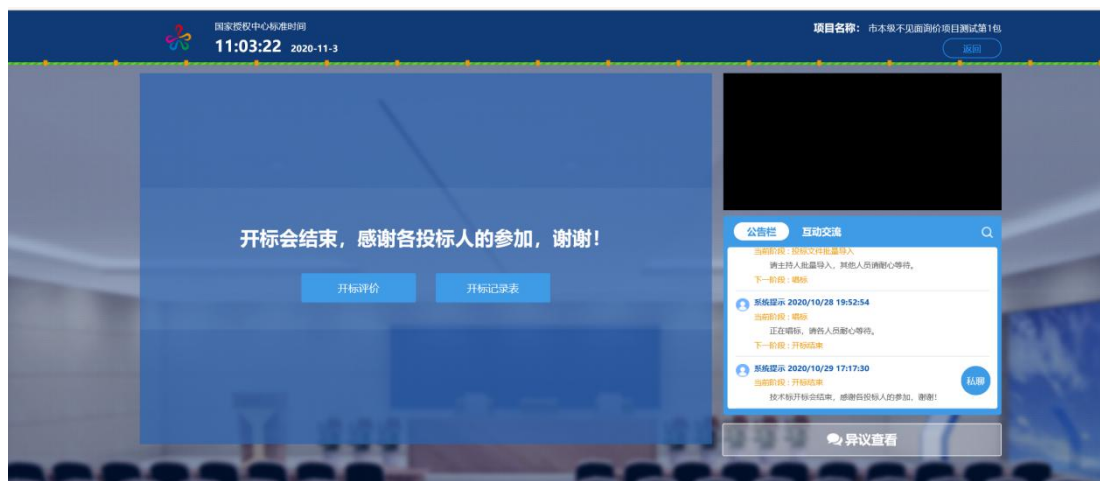 国家授权中心标准时间
11:03:22 2020-11-3
项目名称： 市本级不见面询价项目测试第1包
返回
开标会结束，感谢各投标人的参加，谢谢！
开标评价
开标记录表
公告栏
互动交流
当前阶段：投标文件批量导入
请主持人批量导入，其他人员请耐心等待。
下一阶段：唱标
系统提示 2020/10/28 19:52:54
当前阶段：唱标
正在唱标，请各人员耐心等待。
下一阶段：开标结束
系统提示 2020/10/29 17:17:30
当前阶段：开标结束
技术标开标会结束，感谢各投标人的参加，谢谢！
私聊
异议查看